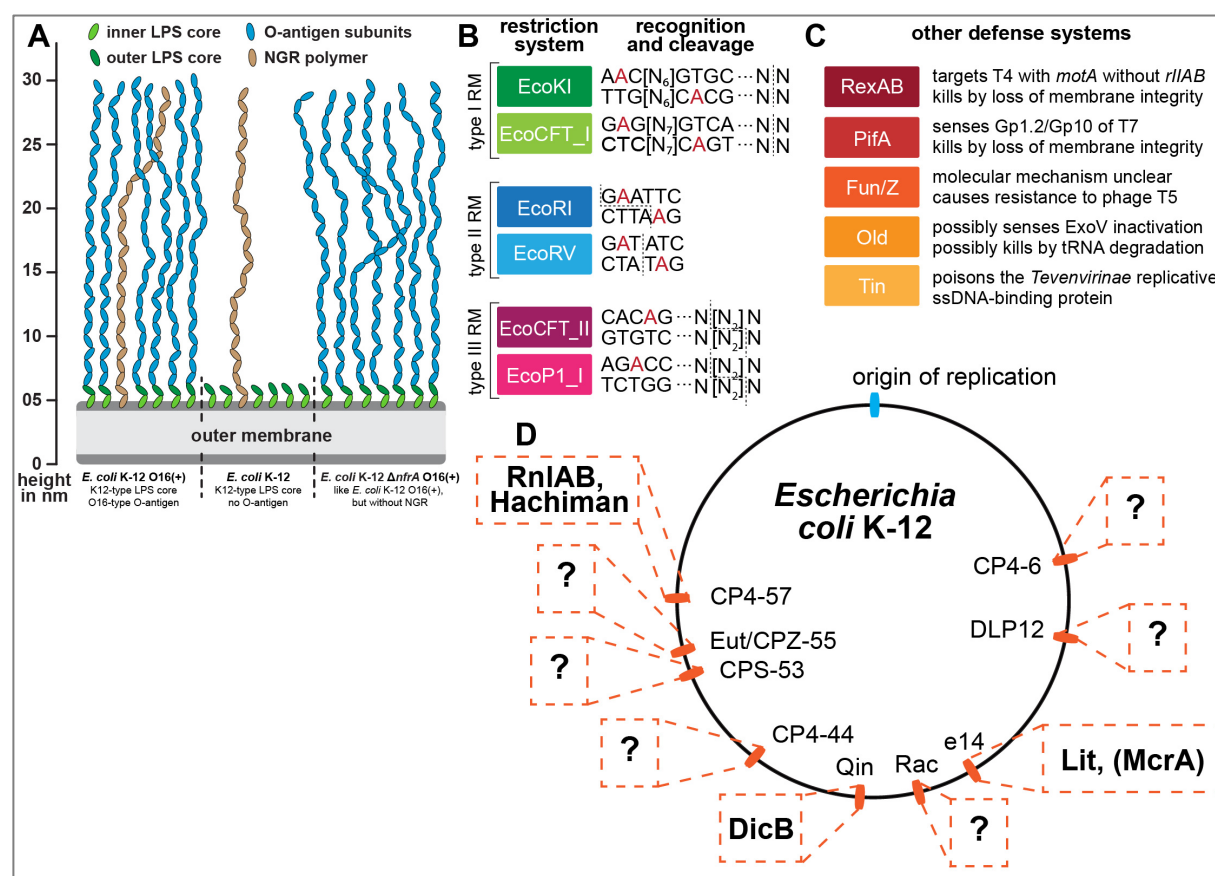 A
inner LPS core
outer LPS core
O-antigen subunits
NGR polymer
30
25
20
15
10
05
0
height
in nm
outer membrane
E. coli K-12 O16(+)
K12-type LPS core
O16-type O-antigen
E. coli K-12
K12-type LPS core
no O-antigen
E. coli K-12 ΔnfrA O16(+)
like E. coli K-12 O16(+),
but without NGR
B
restriction
system
recognition
and cleavage
type I RM
EcoKI
AAC[N6]GTGC ··· N N
TTG[N6]CACG ··· N N
EcoCFT_I
GAG[N7]GTCA ··· N N
CTC[N7]CAGT ··· N N
type II RM
EcoRI
GAATTC
CTTAAG
EcoRV
GATATC
CTATAG
type III RM
EcoCFT_II
CACAG ··· N[N2]N
GTGTC ··· N[N2]N
EcoP1_I
AGACC ··· N[N2]N
TCTGG ··· N[N2]N
C
other defense systems
RexAB
targets T4 with motA without rIIAB
kills by loss of membrane integrity
PifA
senses Gp1.2/Gp10 of T7
kills by loss of membrane integrity
Fun/Z
molecular mechanism unclear
causes resistance to phage T5
Old
possibly senses ExoV inactivation
possibly kills by tRNA degradation
Tin
poisons the Tevenvirinae replicative
ssDNA-binding protein
D
origin of replication
Escherichia
coli K-12
RnlAB,
Hachiman
CP4-57
?
Eut/CPZ-55
?
CPS-53
?
CP4-44
DicB
Qin
?
Rac
Lit, (McrA)
e14
?
DLP12
?
CP4-6